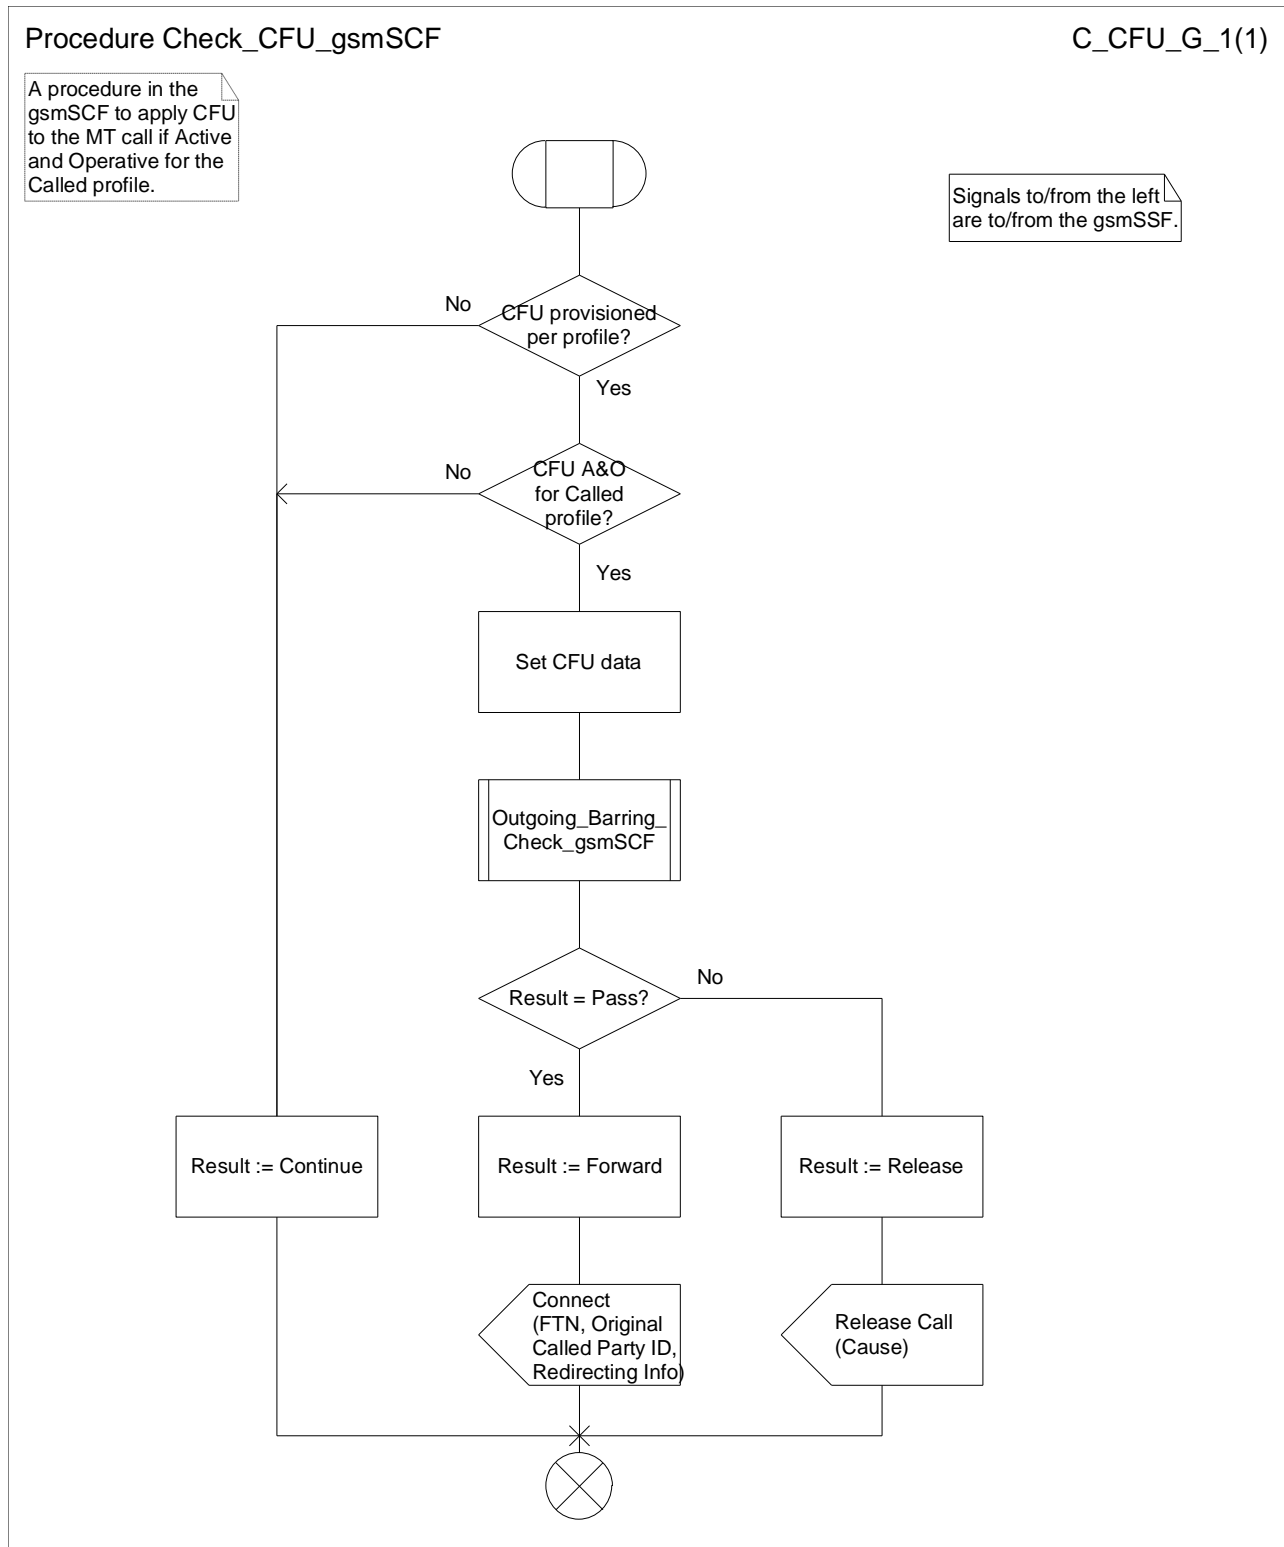 Procedure Check_CFU_gsmSCF
C_CFU_G_1(1)
A procedure in the
gsmSCF to apply CFU
to the MT call if Active
and Operative for the
Called profile.
Signals to/from the left
are to/from the gsmSSF.
No
CFU provisioned
per profile?
Yes
No
CFU A&O
for Called
profile?
Yes
Set CFU data
Outgoing_Barring_
Check_gsmSCF
Result = Pass?
No
Yes
Result := Continue
Result := Forward
Result := Release
Connect
(FTN, Original
Called Party ID,
Redirecting Info)
Release Call
(Cause)